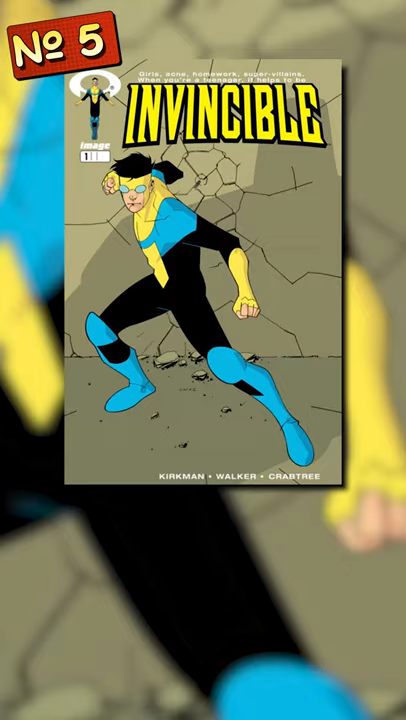 Nº 5
Girls, acne, homework, super-villains.
When you're a teenager, it helps to be
INVINCIBLE
image
1
KIRKMAN • WALKER • CRABTREE